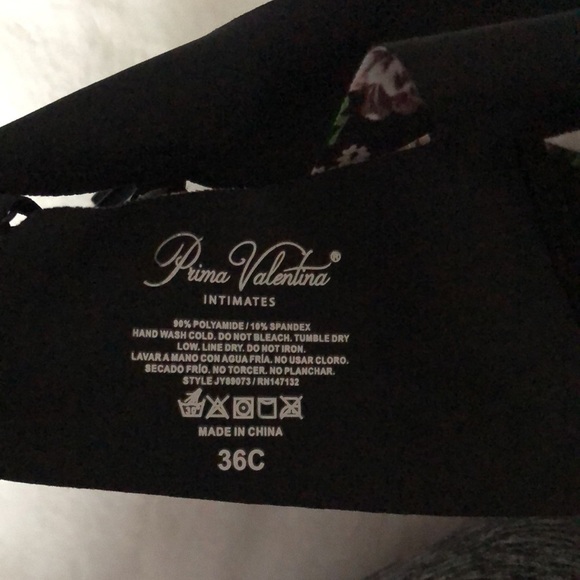 Prima Valentina®
INTIMATES
90% POLYAMIDE / 10% SPANDEX
HAND WASH COLD. DO NOT BLEACH. TUMBLE DRY
LOW. LINE DRY. DO NOT IRON.
LAVAR A MANO CON AGUA FRÍA. NO USAR CLORO.
SECADO FRÍO. NO TORCER. NO PLANCHAR.
STYLE JY89073 / RN147132
30°
MADE IN CHINA
36C